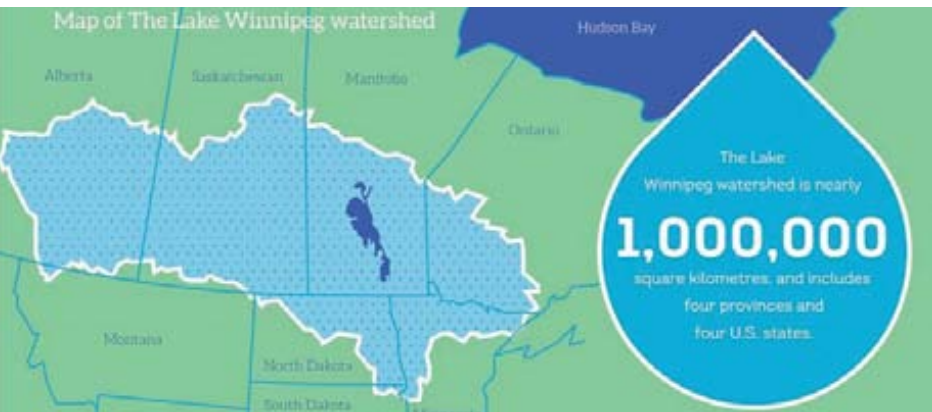 Map of The Lake Winnipeg watershed
Hudson Bay
Alberta
Saskatchewan
Manitoba
Ontario
The Lake
Winnipeg watershed is nearly
1,000,000
square kilometres, and includes
four provinces and
four U.S. states.
Montana
North Dakota
South Dakota